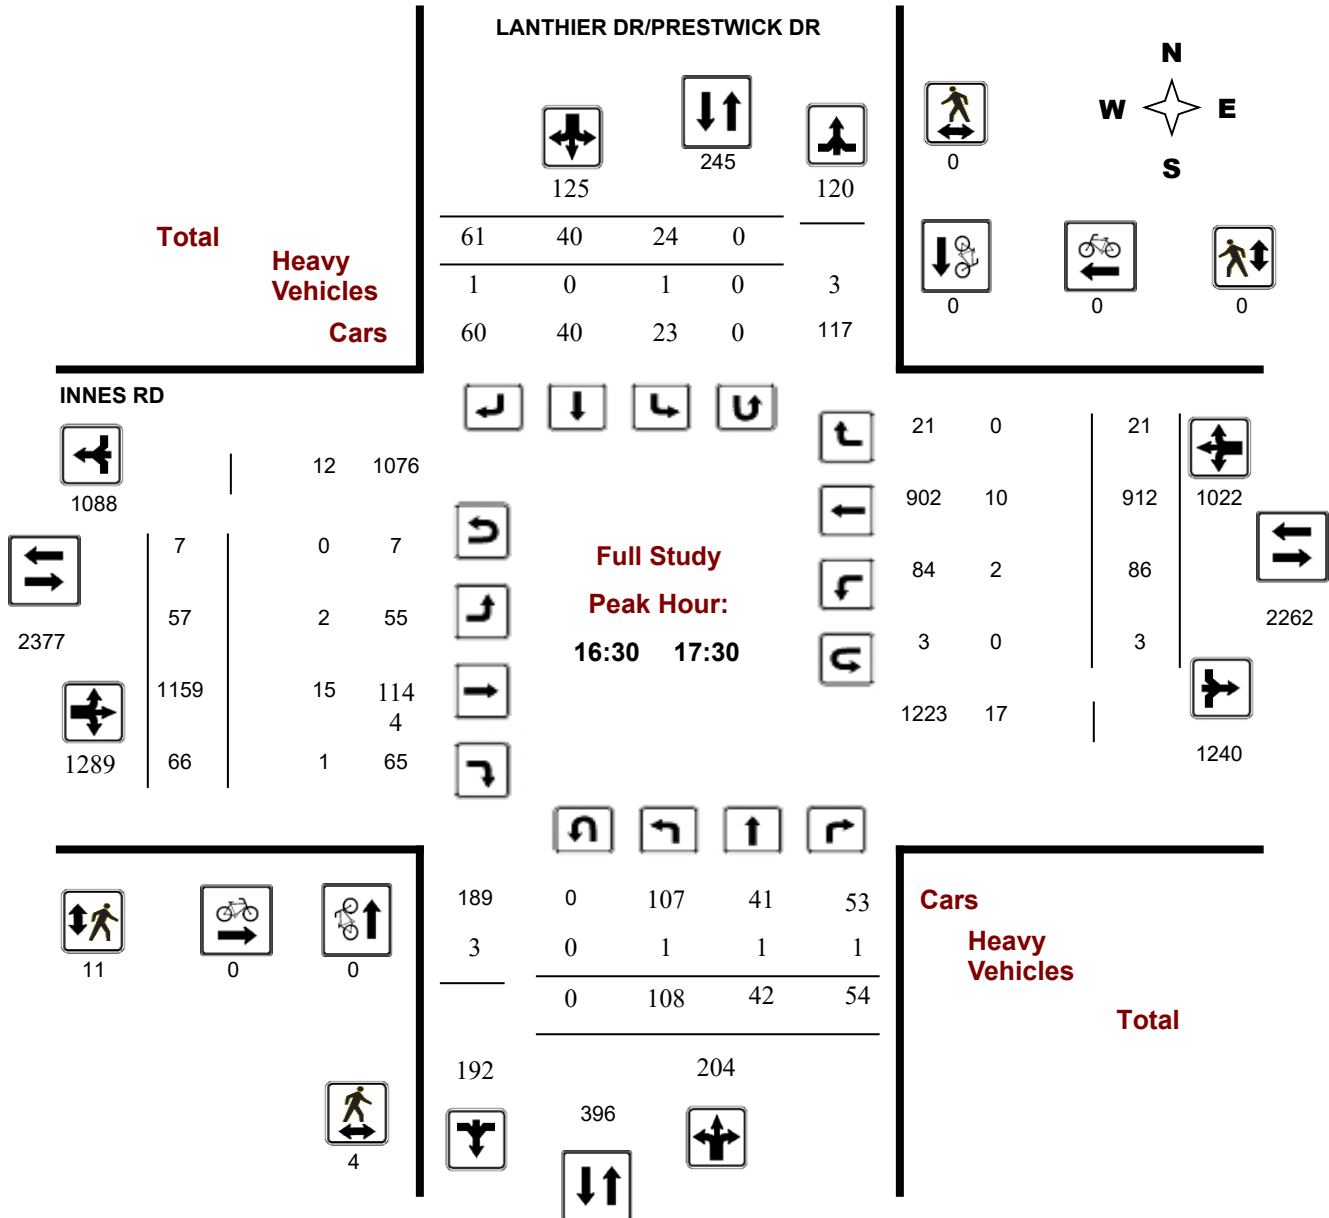 LANTHIER DR/PRESTWICK DR
N
W E
S
125
245
120
0
Total
61 40 24 0
Heavy
Vehicles
1 0 1 0 3
0 0 0
Cars
60 40 23 0 117
INNES RD
1088
12 1076
21 0 21
902 10 912
1022
7 0 7
Full Study
84 2 86
2377
57 2 55
Peak Hour:
2262
16:30 17:30
3 0 3
1159 15 114
4
1223 17
1240
1289
66 1 65
189 0 107 41 53
Cars
3 0 1 1 1
Heavy
Vehicles
11 0 0
0 108 42 54
Total
192
204
396
4